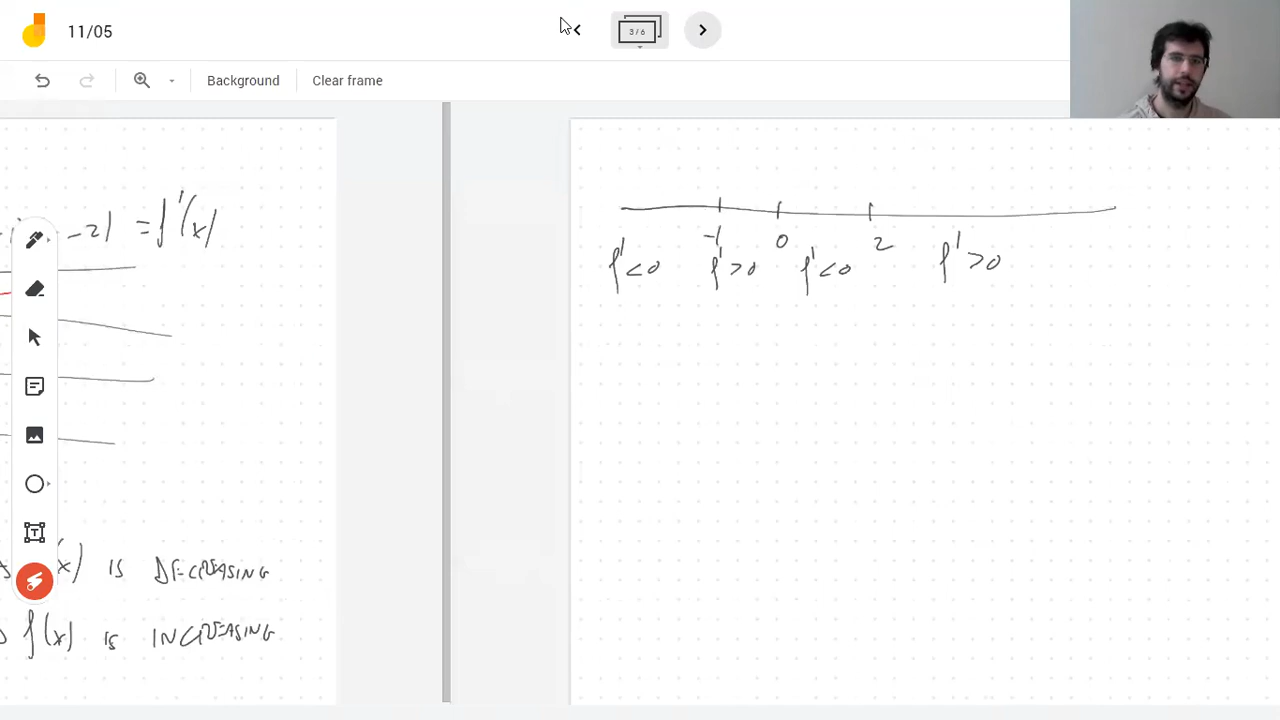 11/05
3 / 6
Background
Clear frame
-2) = f'(x)
(x) is DECREASING
f(x) is INCREASING
-1 0 2
f'<0 f'>0 f'<0 f'>0